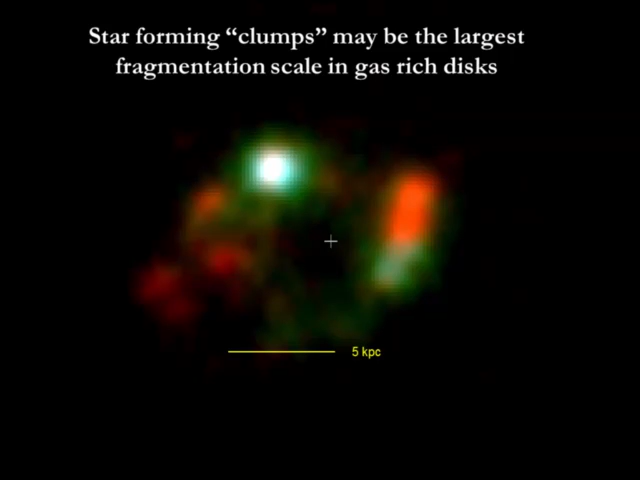 Star forming “clumps” may be the largest
fragmentation scale in gas rich disks
5 kpc